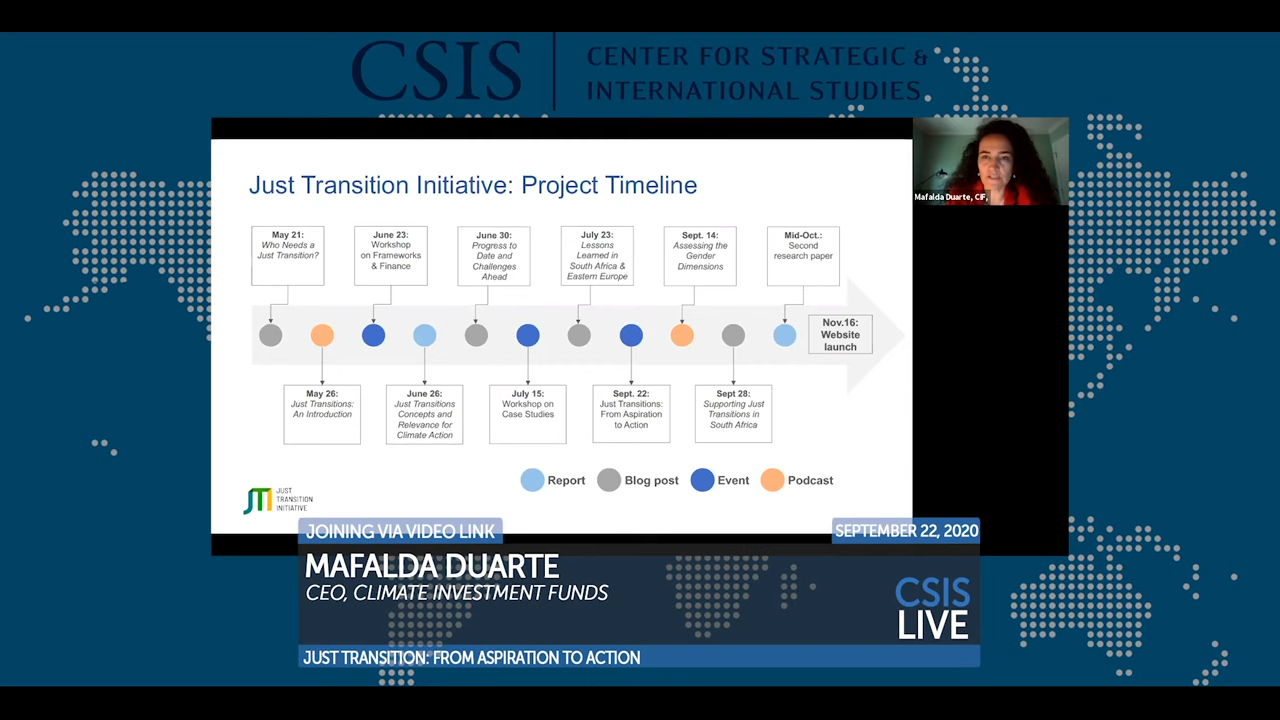 CSIS
CENTER FOR STRATEGIC &
INTERNATIONAL STUDIES
Mafalda Duarte, CIF,
Just Transition Initiative: Project Timeline
May 21:
Who Needs a
Just Transition?
June 23:
Workshop
on Frameworks
& Finance
June 30:
Progress to
Date and
Challenges
Ahead
July 23:
Lessons
Learned in
South Africa &
Eastern Europe
Sept. 14:
Assessing the
Gender
Dimensions
Mid-Oct.:
Second
research paper
Nov.16:
Website
launch
May 26:
Just Transitions:
An Introduction
June 26:
Just Transitions
Concepts and
Relevance for
Climate Action
July 15:
Workshop on
Case Studies
Sept. 22:
Just Transitions:
From Aspiration
to Action
Sept 28:
Supporting Just
Transitions in
South Africa
Report
Blog post
Event
Podcast
JTI
JUST
TRANSITION
INITIATIVE
JOINING VIA VIDEO LINK
SEPTEMBER 22, 2020
MAFALDA DUARTE
CEO, CLIMATE INVESTMENT FUNDS
CSIS
LIVE
JUST TRANSITION: FROM ASPIRATION TO ACTION